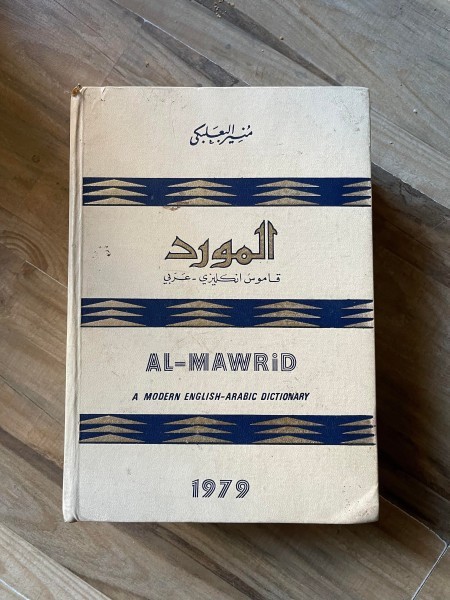 منير البعلبكي
المورد
قاموس انكليزي - عربي
AL-MAWRiD
A MODERN ENGLISH-ARABIC DICTIONARY
1979